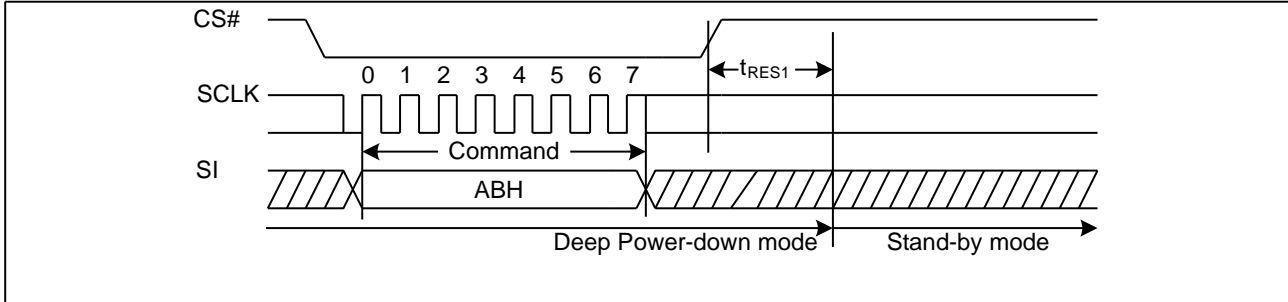 CS#
tRES1
0 1 2 3 4 5 6 7
SCLK
Command
SI
ABH
Deep Power-down mode Stand-by mode